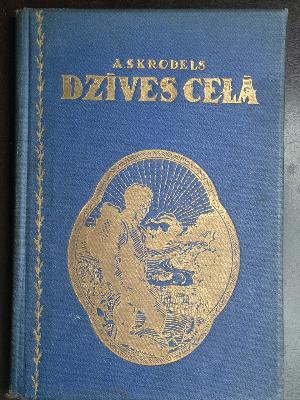 A. SKRODELS
DZĪVES CEĻĀ